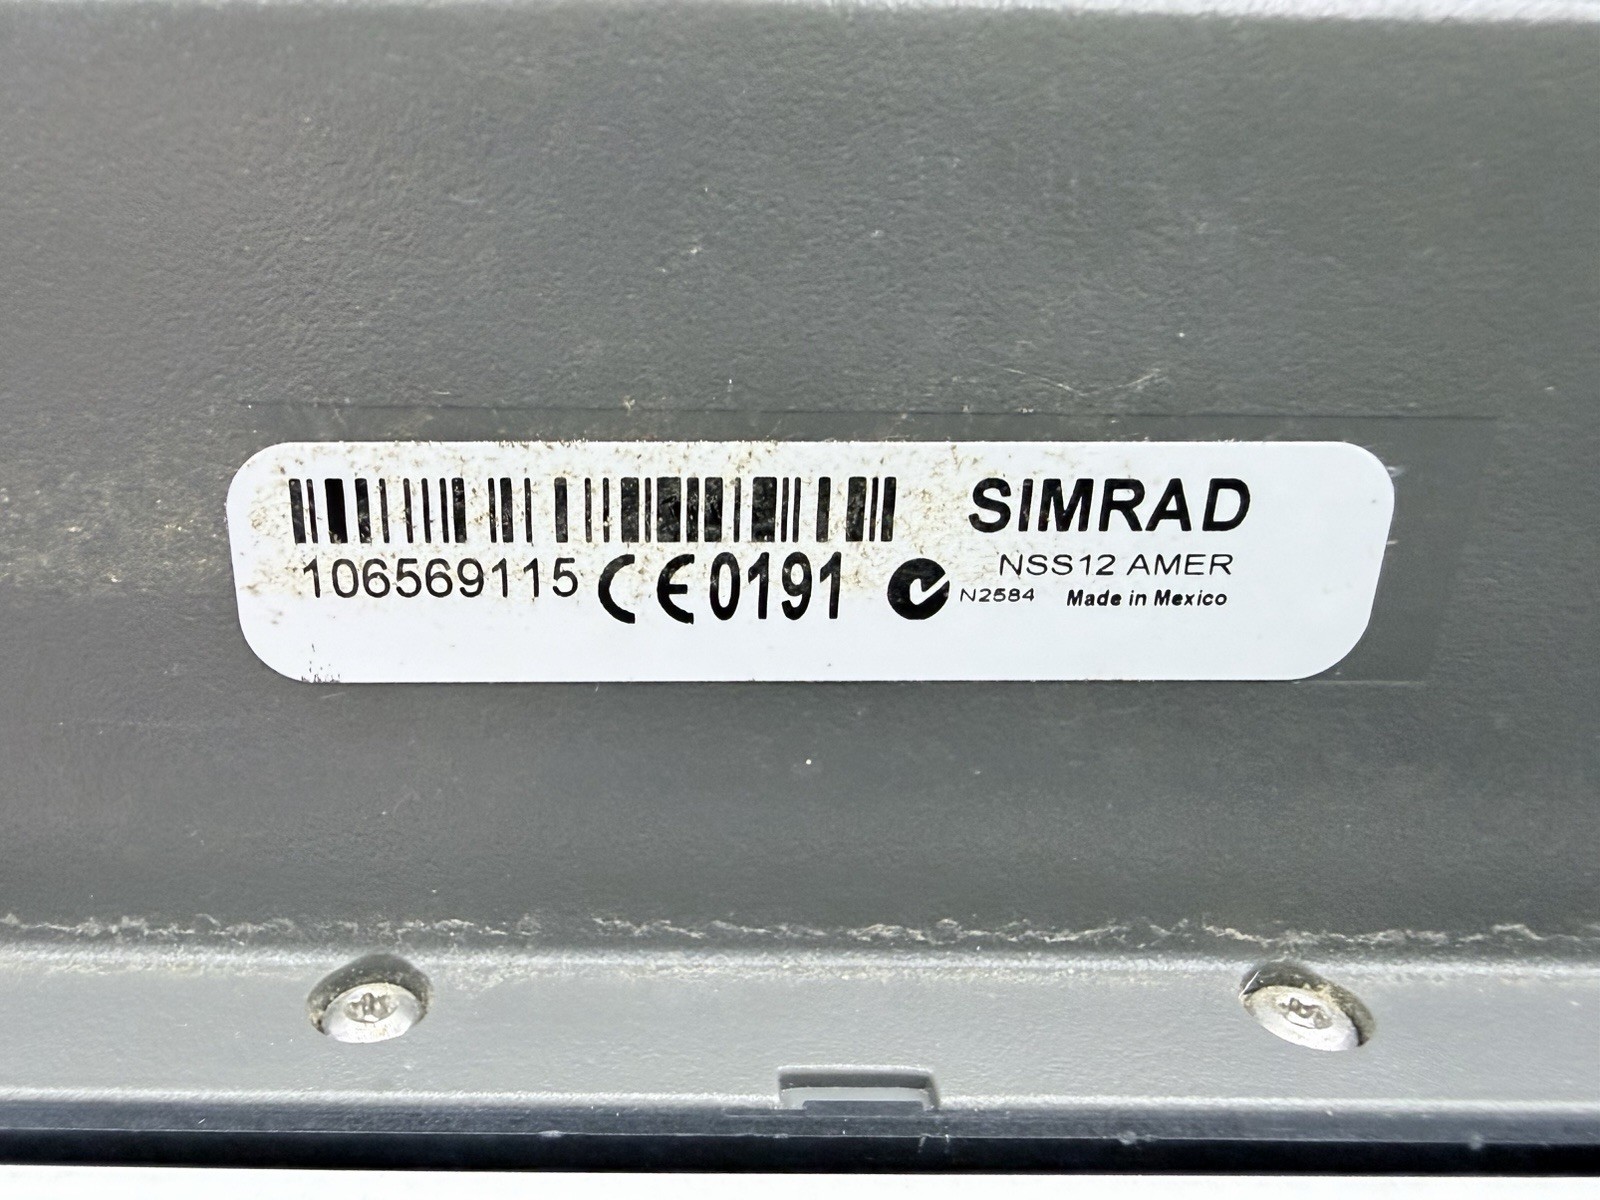 SIMRAD
106569115 CE0191 NSS12 AMER
N2584 Made in Mexico